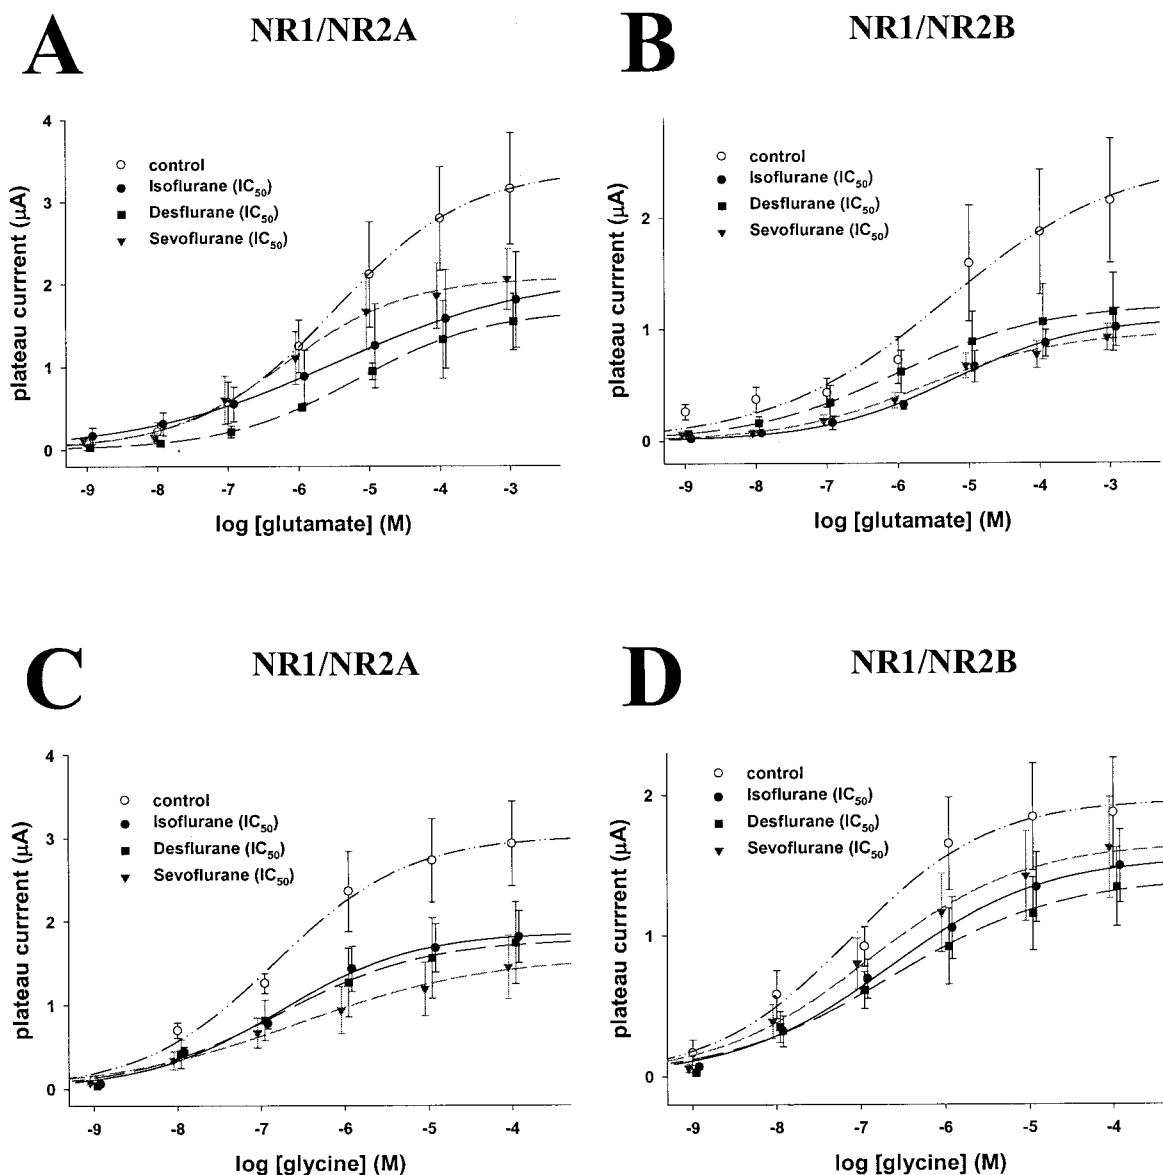 A
NR1/NR2A
4
3
2
1
0
plateau currrent (µA)
control
Isoflurane (IC50)
Desflurane (IC50)
Sevoflurane (IC50)
-9 -8 -7 -6 -5 -4 -3
log [glutamate] (M)
B
NR1/NR2B
2
1
0
plateau currrent (µA)
control
Isoflurane (IC50)
Desflurane (IC50)
Sevoflurane (IC50)
-9 -8 -7 -6 -5 -4 -3
log [glutamate] (M)
C
NR1/NR2A
4
3
2
1
0
plateau currrent (µA)
control
Isoflurane (IC50)
Desflurane (IC50)
Sevoflurane (IC50)
-9 -8 -7 -6 -5 -4
log [glycine] (M)
D
NR1/NR2B
2
1
0
plateau currrent (µA)
control
Isoflurane (IC50)
Desflurane (IC50)
Sevoflurane (IC50)
-9 -8 -7 -6 -5 -4
log [glycine] (M)